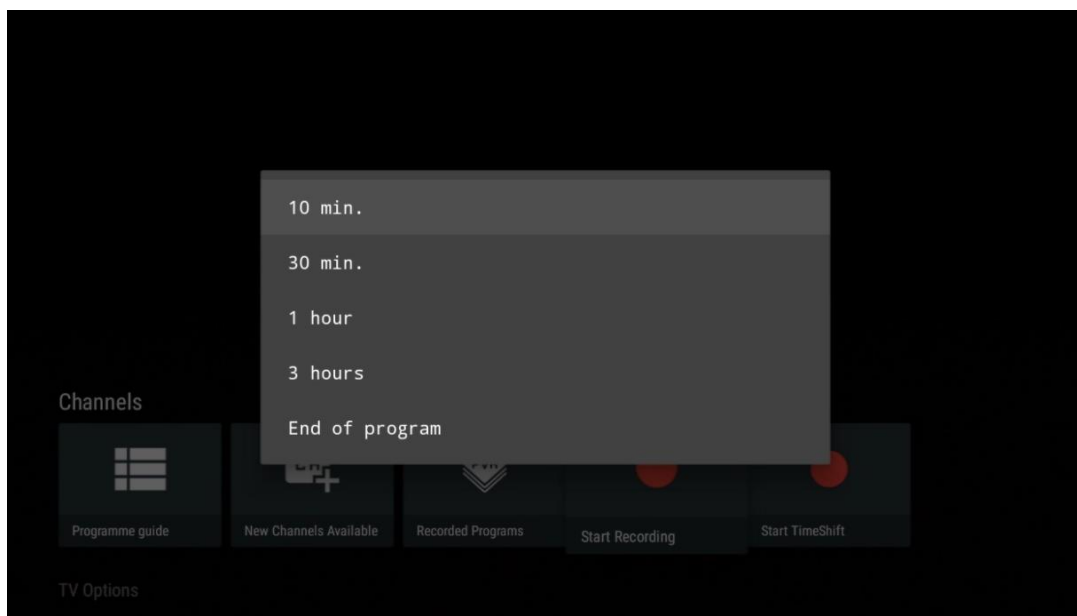 10 min.
30 min.
1 hour
3 hours
Channels
End of program
PVR
Programme guide
New Channels Available
Recorded Programs
Start Recording
Start TimeShift
TV Options